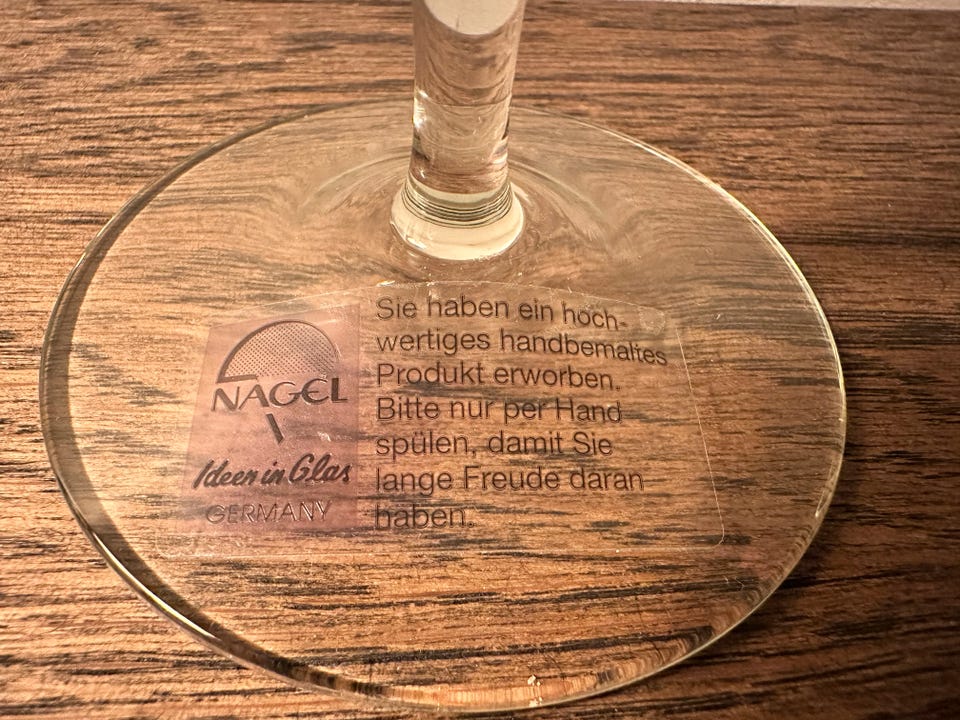 NAGEL
Ideen in Glas
GERMANY
Sie haben ein hoch-
wertiges handbemaltes
Produkt erworben.
Bitte nur per Hand
spülen, damit Sie
lange Freude daran
haben.